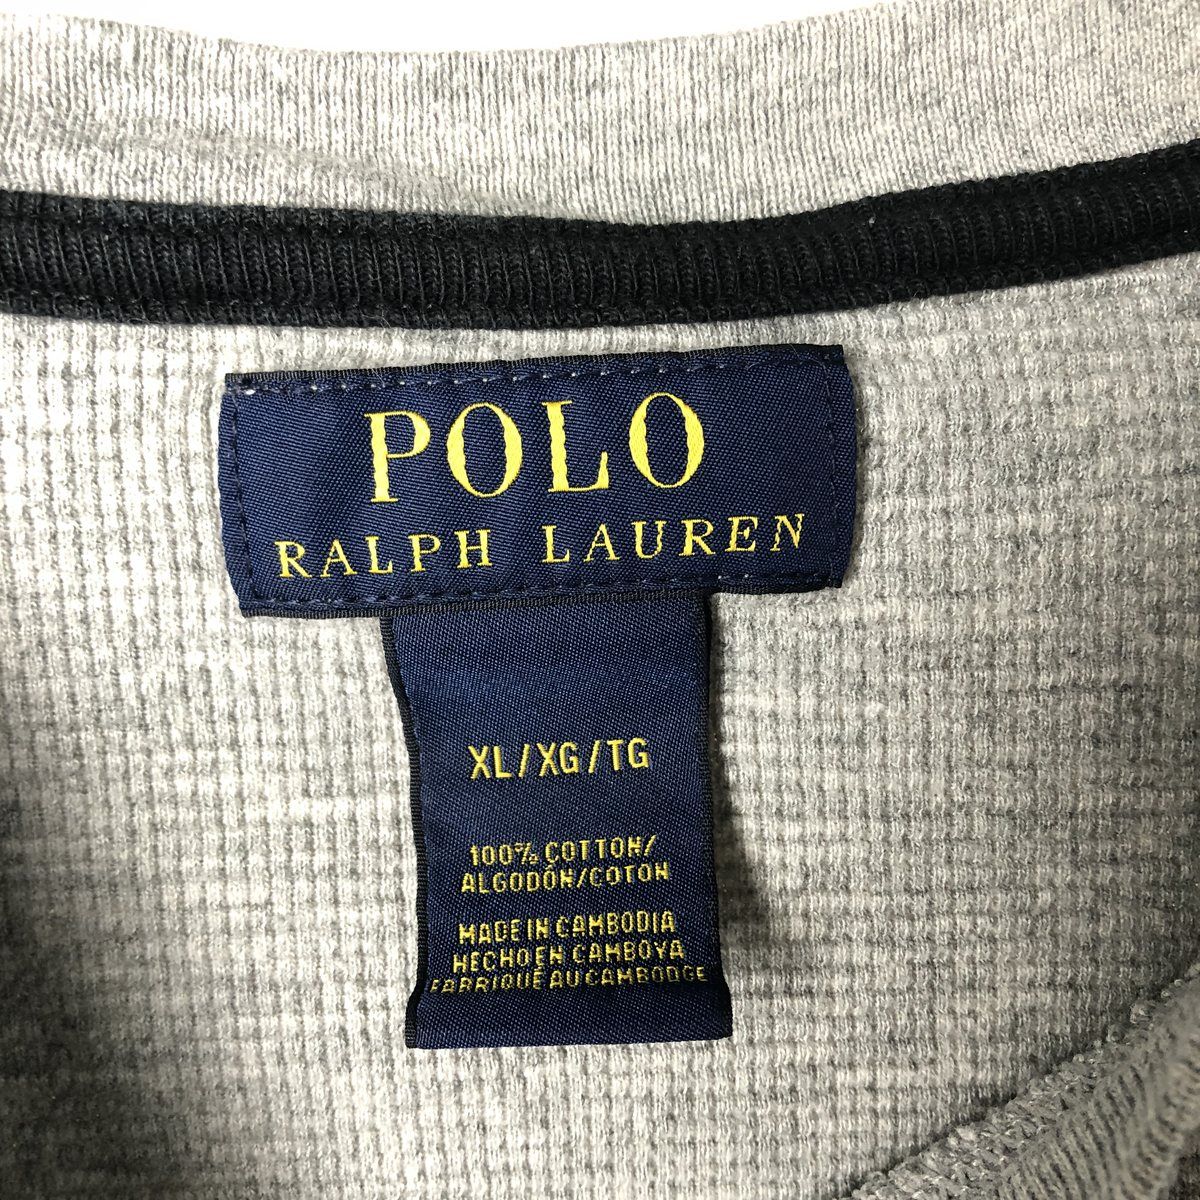 POLO
RALPH LAUREN
XL/XG/TG
100% COTTON/
ALGODÓN/COTON
MADE IN CAMBODIA
HECHO EN CAMBOYA
FABRIQUÉ AU CAMBODGE